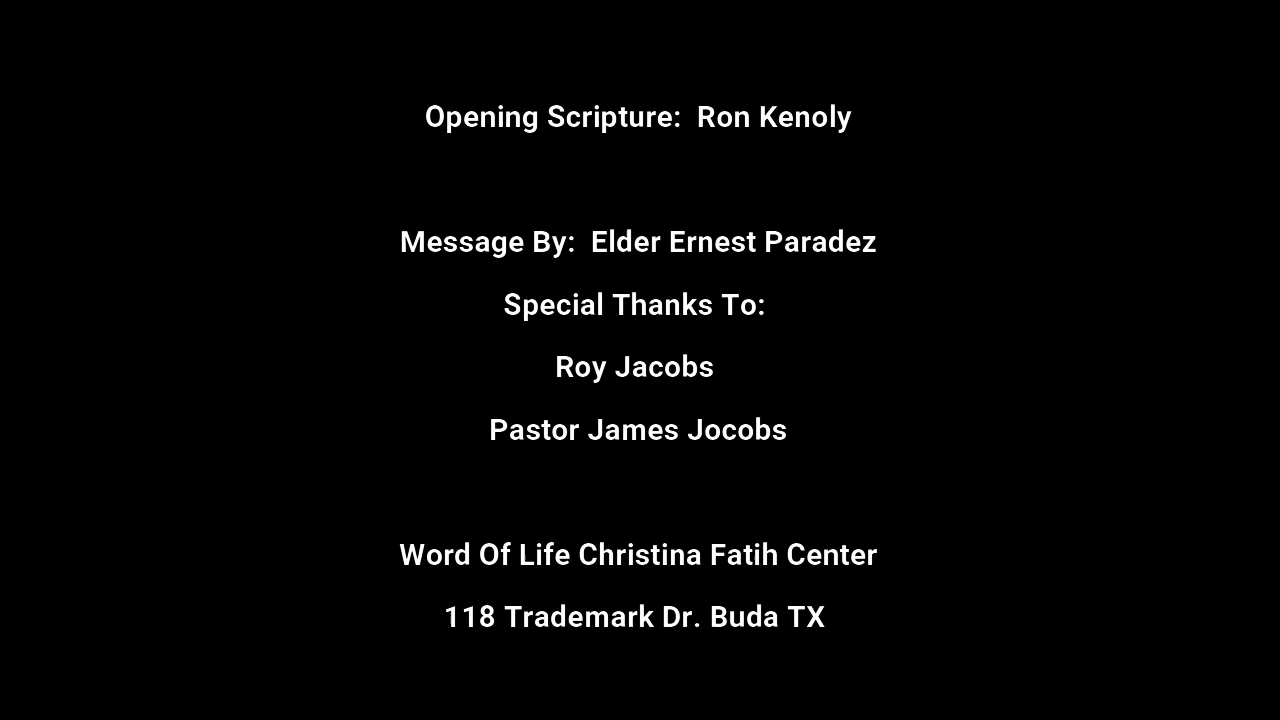 Opening Scripture:  Ron Kenoly
Message By:  Elder Ernest Paradez
Special Thanks To:
Roy Jacobs
Pastor James Jocobs
Word Of Life Christina Fatih Center
118 Trademark Dr. Buda TX